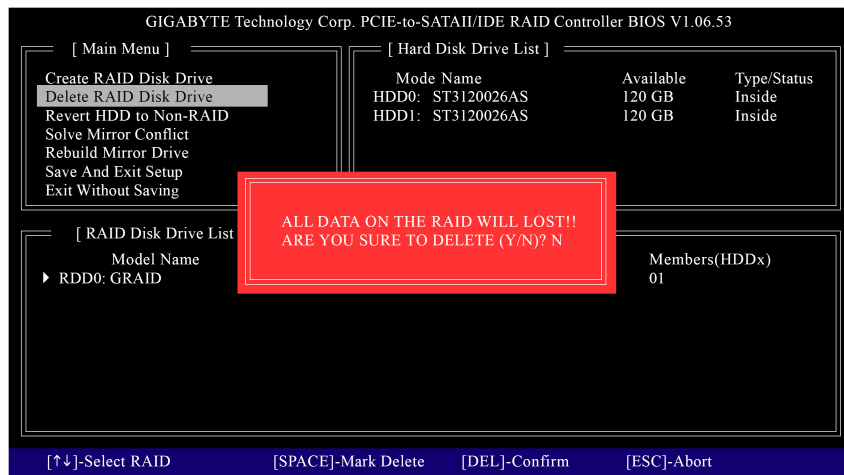 GIGABYTE Technology Corp. PCIE-to-SATAII/IDE RAID Controller BIOS V1.06.53
[ Main Menu ]
Create RAID Disk Drive
Delete RAID Disk Drive
Revert HDD to Non-RAID
Solve Mirror Conflict
Rebuild Mirror Drive
Save And Exit Setup
Exit Without Saving
[ Hard Disk Drive List ]
Mode Name Available Type/Status
HDD0: ST3120026AS 120 GB Inside
HDD1: ST3120026AS 120 GB Inside
ALL DATA ON THE RAID WILL LOST!!
ARE YOU SURE TO DELETE (Y/N)? N
[ RAID Disk Drive List
Model Name Members(HDDx)
RDD0: GRAID 01
[↑↓]-Select RAID [SPACE]-Mark Delete [DEL]-Confirm [ESC]-Abort